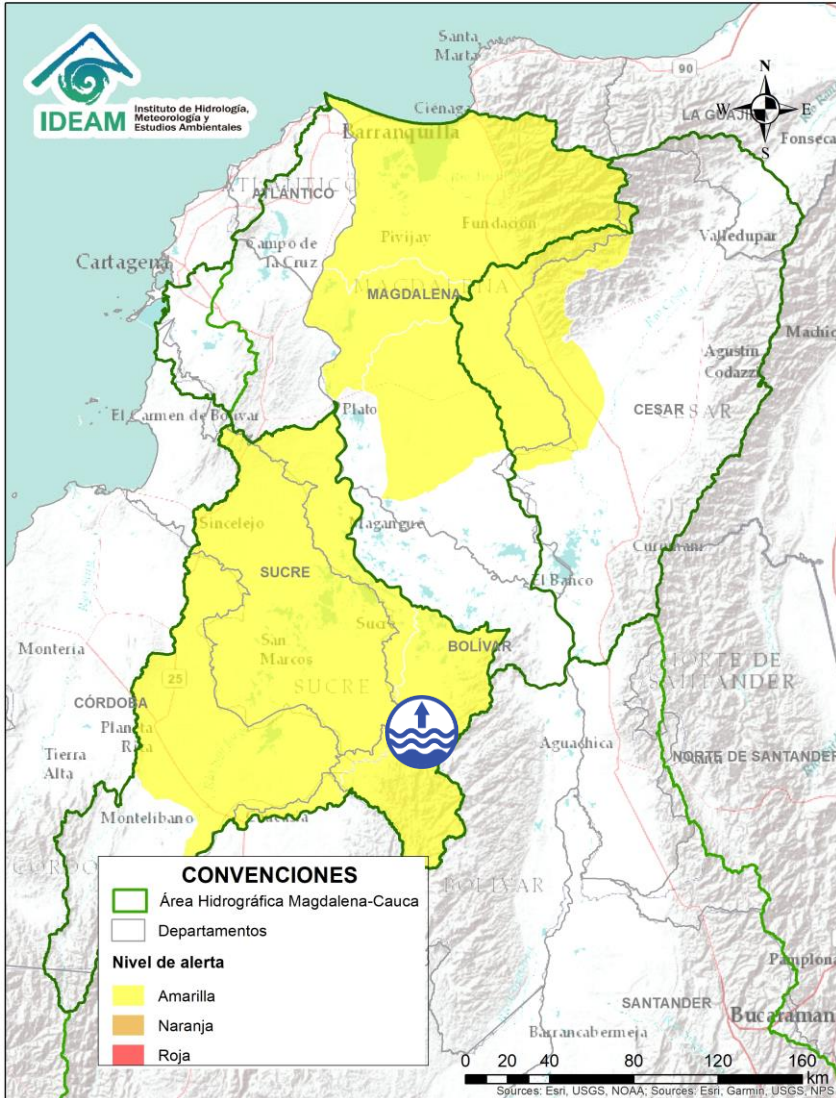 IDEAM
Instituto de Hidrología,
Meteorología y
Estudios Ambientales
Santa
Marta
90
N
W
E
S
Ciénaga
LA GUAJIRA
Fonseca
Barranquilla
ATLÁNTICO
Fundación
Valledupar
Pivijay
Campo de
la Cruz
Cartagena
MAGDALENA
Agustín
Codazzi
El Carmen de Bolívar
Plato
CESAR
CESAR
Sincelejo
Magangué
SUCRE
El Banco
Sucre
Montería
San
Marcos
BOLÍVAR
NORTE DE
SANTANDER
25
SUCRE
CÓRDOBA
Planeta
Rica
Aguachica
NORTE DE SANTANDER
Tierra
Alta
Montelíbano
BOLÍVAR
CONVENCIONES
Área Hidrográfica Magdalena-Cauca
Departamentos
Nivel de alerta
Amarilla
Naranja
Roja
Pamplona
SANTANDER
Bucaraman
Barrancabermeja
0 20 40 80 120 160
km
Sources: Esri, USGS, NOAA; Sources: Esri, Garmin, USGS, NPS